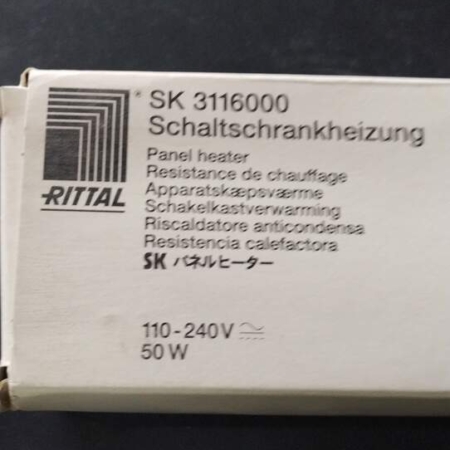 SK 3116000
Schaltschrankheizung
Panel heater
Resistance de chauffage
Apparatskæpsværme
Schakelkastverwarming
Riscaldatore anticondensa
Resistencia calefactora
SK パネルヒーター
RITTAL
®
110-240V ⏦
50 W